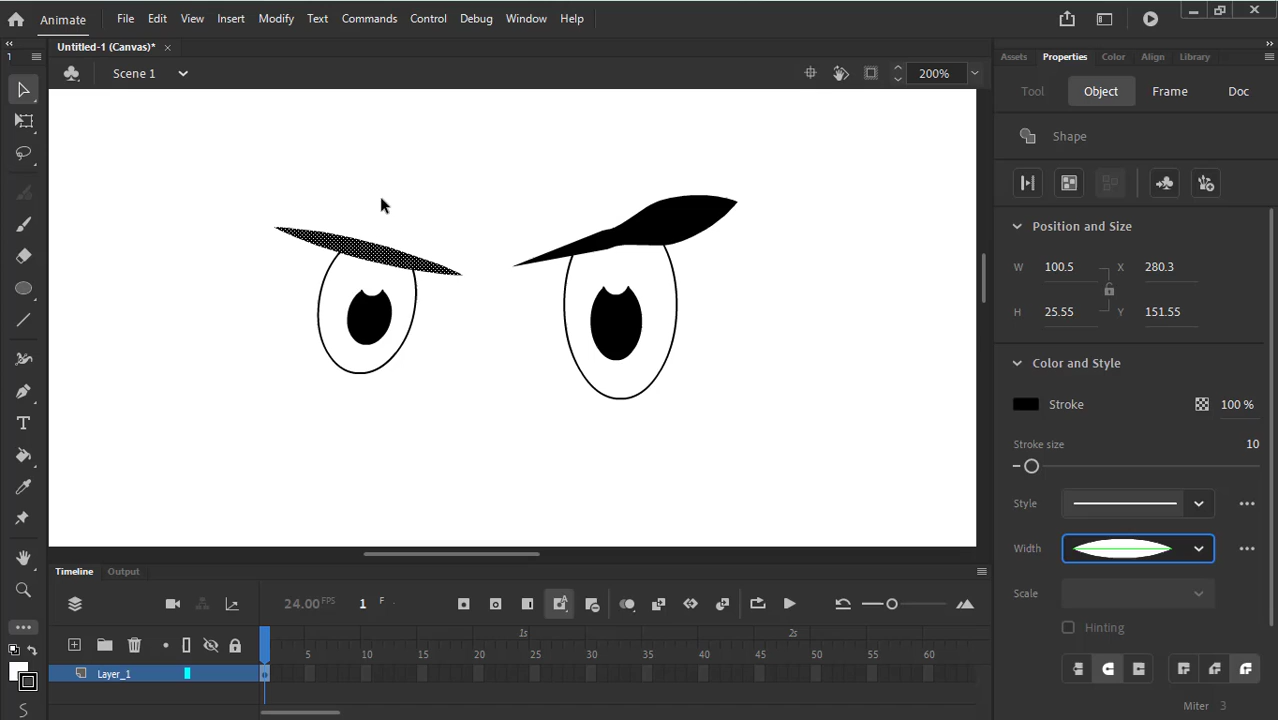 Animate File Edit View Insert Modify Text Commands Control Debug Window Help
Untitled-1 (Canvas)*
1 Assets Properties Color Align Library
Scene 1 200%
Tool Object Frame Doc
Shape
Position and Size
W 100.5 X 280.3
H 25.55 Y 151.55
Color and Style
Stroke 100 %
Stroke size 10
Style
Width
Scale
Hinting
Miter 3
Timeline Output
24.00 FPS 1 F
1s 2s
5 10 15 20 25 30 35 40 45 50 55 60
Layer_1